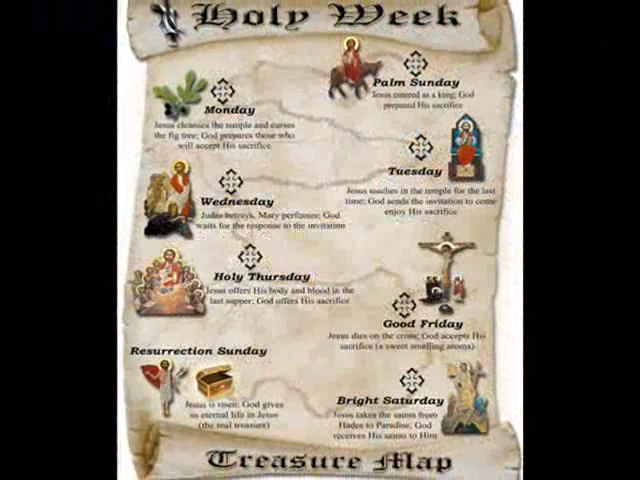 Holy Week
Palm Sunday
Jesus entered as a king; God
prepared His sacrifice
Monday
Jesus cleanses the temple and curses
the fig tree; God prepares those who
will accept His sacrifice
Tuesday
Jesus teaches in the temple for the last
time; God sends the invitation to come
enjoy His sacrifice
Wednesday
Judas betrays, Mary perfumes; God
waits for the response to the invitation
Holy Thursday
Jesus offers His body and blood in the
last supper; God offers His sacrifice
Good Friday
Jesus dies on the cross; God accepts His
sacrifice (a sweet smelling aroma)
Bright Saturday
Jesus takes the saints from
Hades to Paradise; God
receives His saints to Him
Resurrection Sunday
Jesus is risen; God gives
us eternal life in Jesus
(the real treasure)
Treasure Map